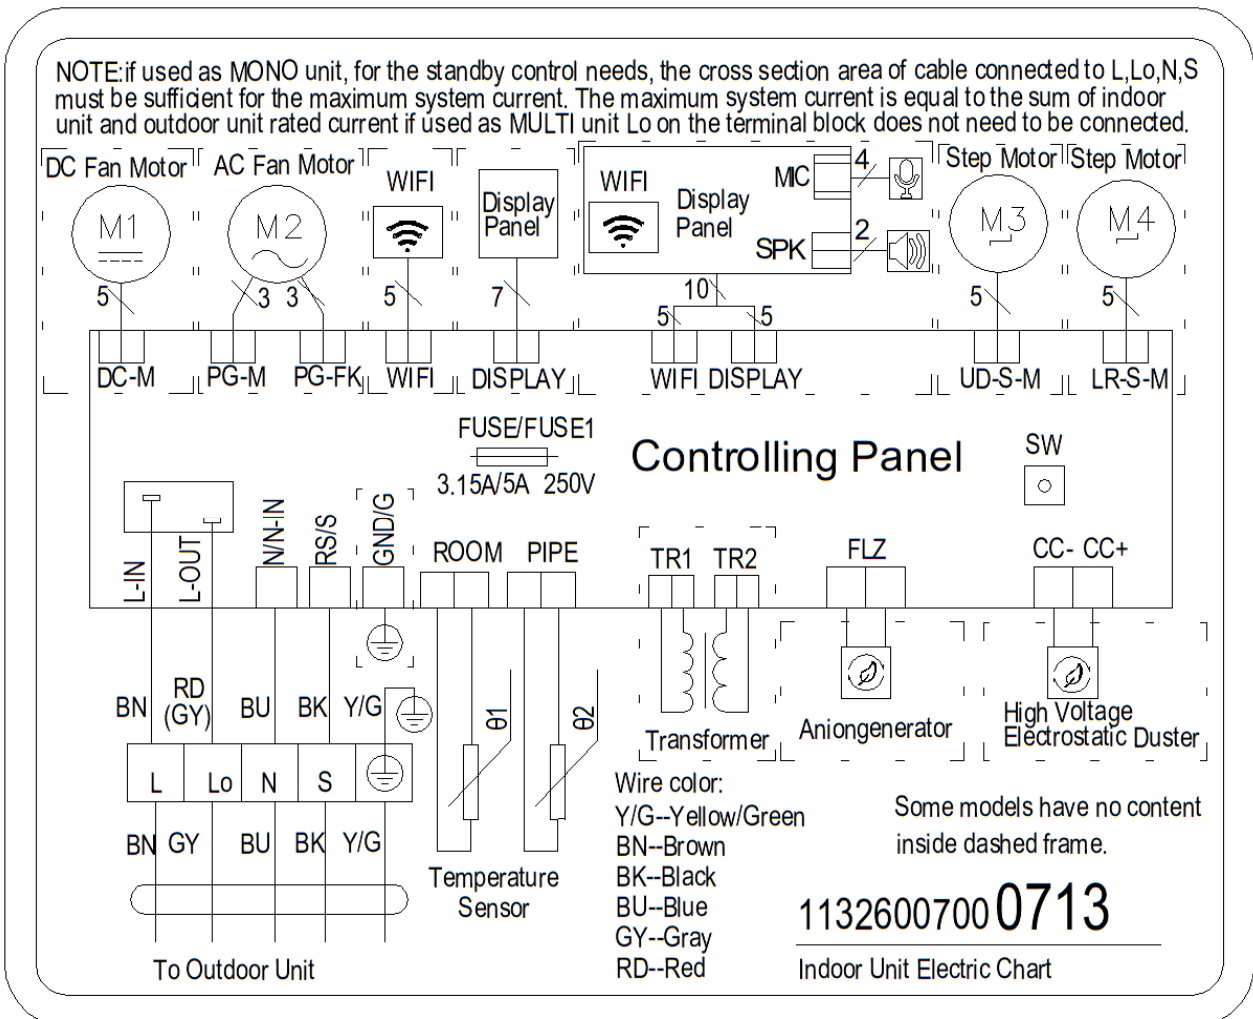 NOTE:if used as MONO unit, for the standby control needs, the cross section area of cable connected to L,Lo,N,S
must be sufficient for the maximum system current. The maximum system current is equal to the sum of indoor
unit and outdoor unit rated current if used as MULTI unit Lo on the terminal block does not need to be connected.
DC Fan Motor
AC Fan Motor
WIFI
Display
Panel
WIFI
Display
Panel
MIC
4
SPK
2
Step Motor
Step Motor
M1
M2
M3
M4
5
3
3
5
7
10
5
5
5
5
DC-M
PG-M
PG-FK
WIFI
DISPLAY
WIFI
DISPLAY
UD-S-M
LR-S-M
FUSE/FUSE1
3.15A/5A 250V
Controlling Panel
SW
L-IN
L-OUT
N/N-IN
RS/S
GND/G
ROOM
PIPE
TR1
TR2
FLZ
CC- CC+
BN
RD
(GY)
BU
BK
Y/G
θ1
θ2
Transformer
Aniongenerator
High Voltage
Electrostatic Duster
L
Lo
N
S
BN
GY
BU
BK
Y/G
Temperature
Sensor
To Outdoor Unit
Wire color:
Y/G--Yellow/Green
BN--Brown
BK--Black
BU--Blue
GY--Gray
RD--Red
Some models have no content
inside dashed frame.
1132600700 0713
Indoor Unit Electric Chart